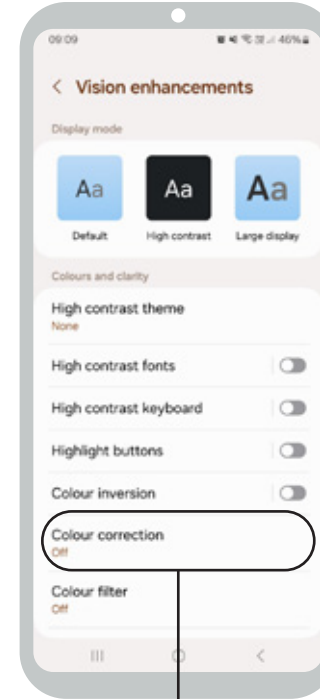 09:09
46%
Vision enhancements
Display mode
Aa Aa Aa
Default High contrast Large display
Colours and clarity
High contrast theme
None
High contrast fonts
High contrast keyboard
Highlight buttons
Colour inversion
Colour correction
Off
Colour filter
Off